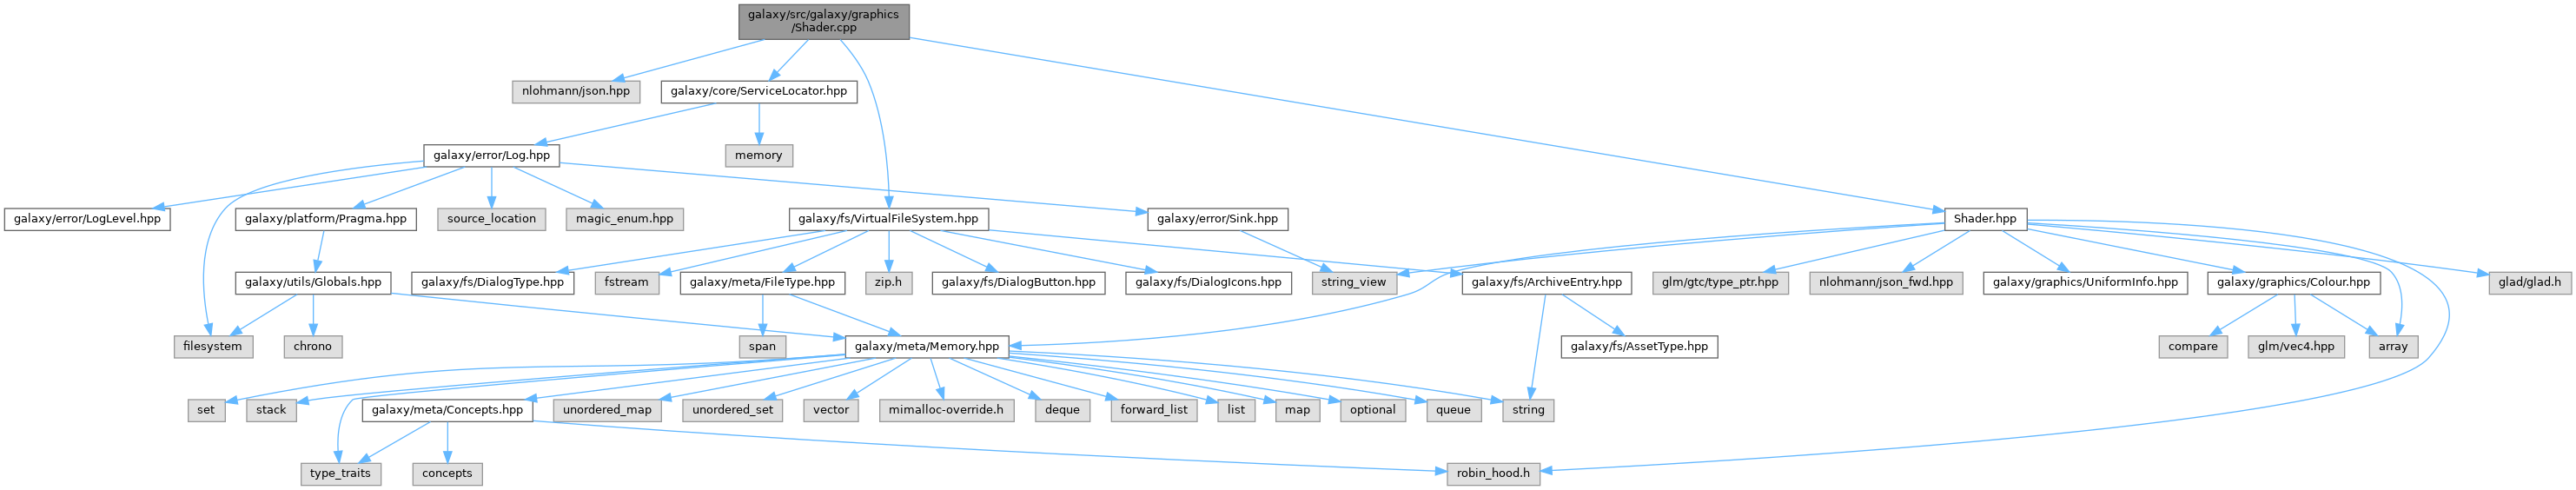 galaxy/src/galaxy/graphics
/Shader.cpp
nlohmann/json.hpp
galaxy/core/ServiceLocator.hpp
galaxy/error/Log.hpp
memory
galaxy/error/LogLevel.hpp
galaxy/platform/Pragma.hpp
source_location
magic_enum.hpp
galaxy/fs/VirtualFileSystem.hpp
galaxy/error/Sink.hpp
Shader.hpp
galaxy/utils/Globals.hpp
galaxy/fs/DialogType.hpp
fstream
galaxy/meta/FileType.hpp
zip.h
galaxy/fs/DialogButton.hpp
galaxy/fs/DialogIcons.hpp
string_view
galaxy/fs/ArchiveEntry.hpp
glm/gtc/type_ptr.hpp
nlohmann/json_fwd.hpp
galaxy/graphics/UniformInfo.hpp
galaxy/graphics/Colour.hpp
glad/glad.h
filesystem
chrono
span
galaxy/meta/Memory.hpp
galaxy/fs/AssetType.hpp
compare
glm/vec4.hpp
array
set
stack
galaxy/meta/Concepts.hpp
unordered_map
unordered_set
vector
mimalloc-override.h
deque
forward_list
list
map
optional
queue
string
type_traits
concepts
robin_hood.h